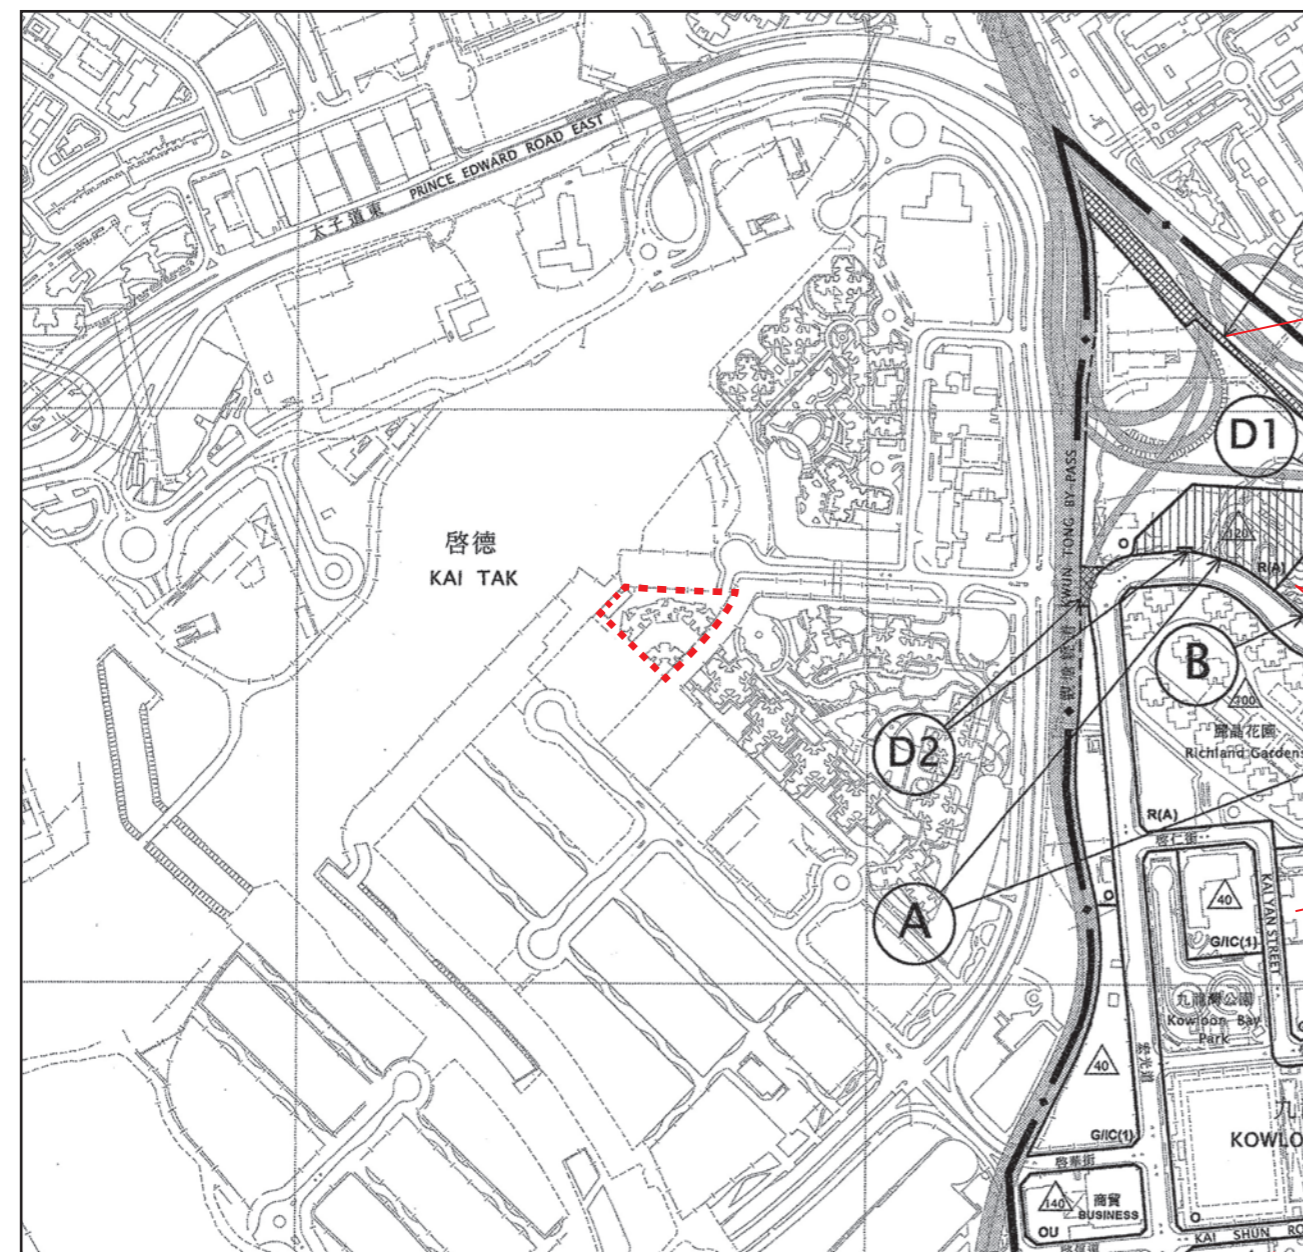 太子道東 PRINCE EDWARD ROAD EAST
啓德
KAI TAK
觀塘繞道 KWUN TONG BY PASS
D1
120
R(A)
O
B
100
麗晶花園
Richland Gardens
D2
R(A)
啓仁街
A
O
40
G/IC(1)
KAI YAN STREET
九龍灣公園
Kowloon Bay
Park
40
G/IC(1)
九
KOWLO
啓華街
140
商貿
BUSINESS
OU
O
KAI SHUN RO